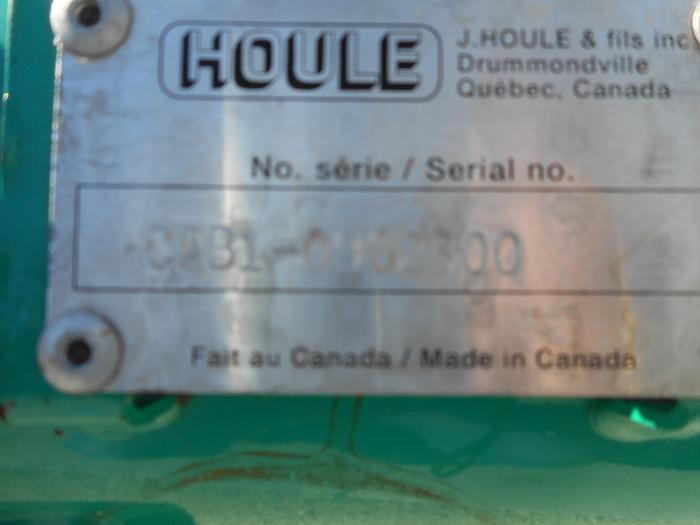 HOULE
J.HOULE & fils inc.
Drummondville
Québec, Canada
No. série / Serial no.
Fait au Canada / Made in Canada